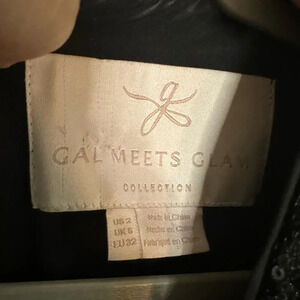 g
GAL MEETS GLAM
COLLECTION
US 2 Made in China
UK 6 Hecho en China
EU 32 Fabriqué en Chine